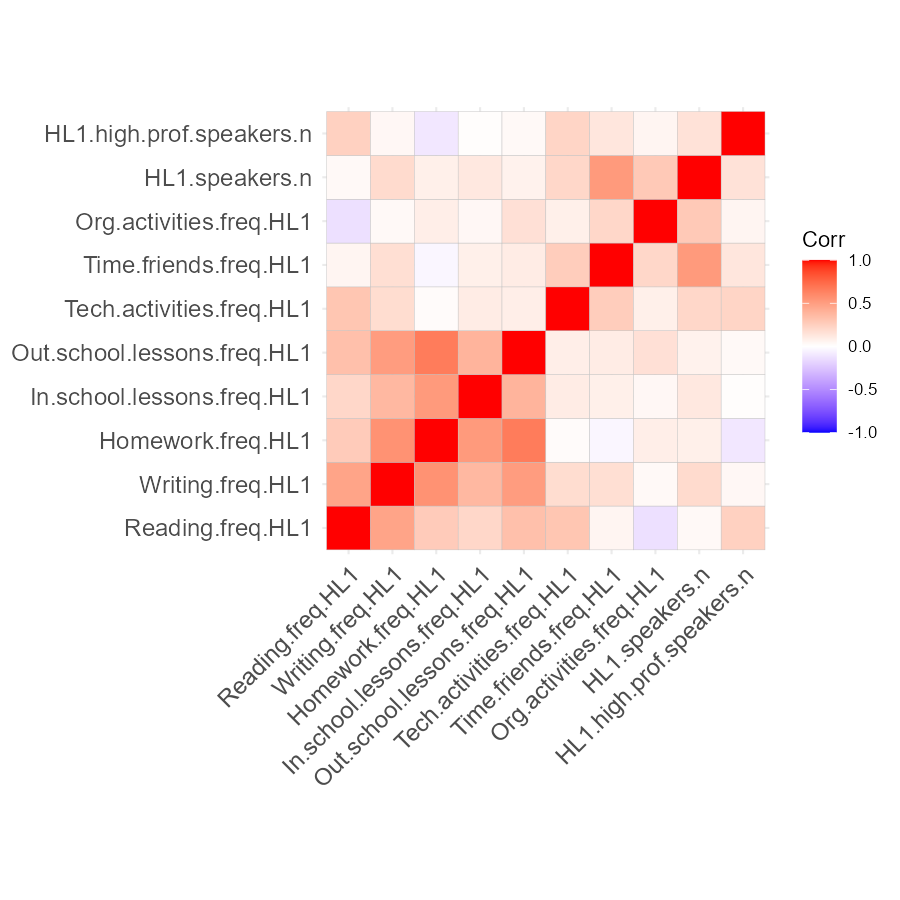 HL1.high.prof.speakers.n
HL1.speakers.n
Org.activities.freq.HL1
Time.friends.freq.HL1
Tech.activities.freq.HL1
Out.school.lessons.freq.HL1
In.school.lessons.freq.HL1
Homework.freq.HL1
Writing.freq.HL1
Reading.freq.HL1
Reading.freq.HL1
Writing.freq.HL1
Homework.freq.HL1
In.school.lessons.freq.HL1
Out.school.lessons.freq.HL1
Tech.activities.freq.HL1
Time.friends.freq.HL1
Org.activities.freq.HL1
HL1.speakers.n
HL1.high.prof.speakers.n
Corr
1.0
0.5
0.0
-0.5
-1.0